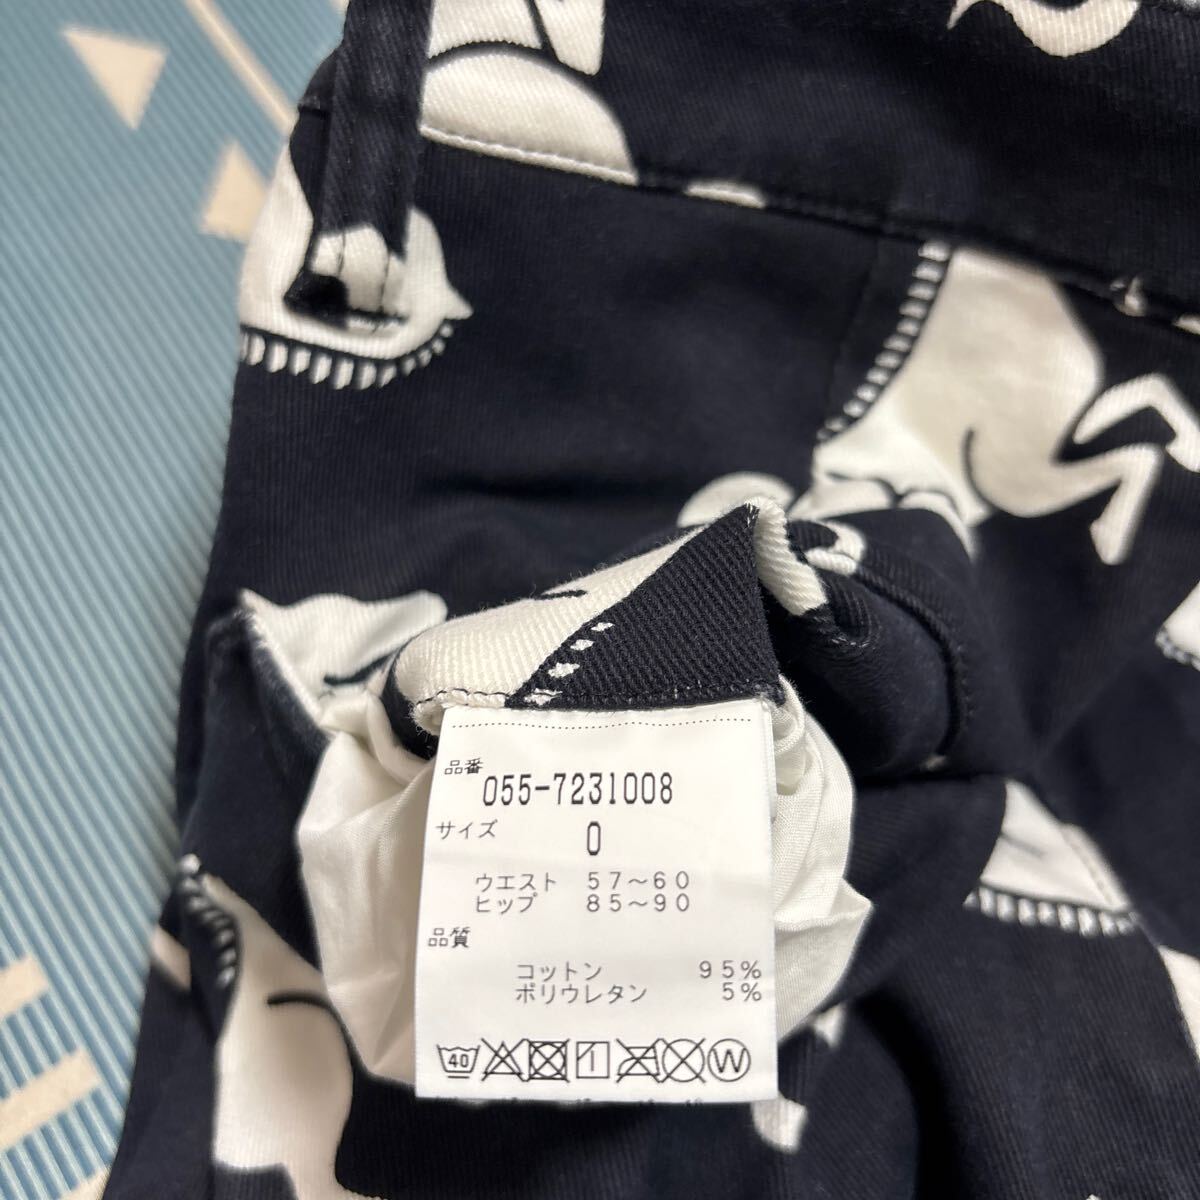 品番
055-7231008
サイズ
0
ウエスト 57～60
ヒップ 85～90
品質
コットン 95%
ポリウレタン 5%
40 W